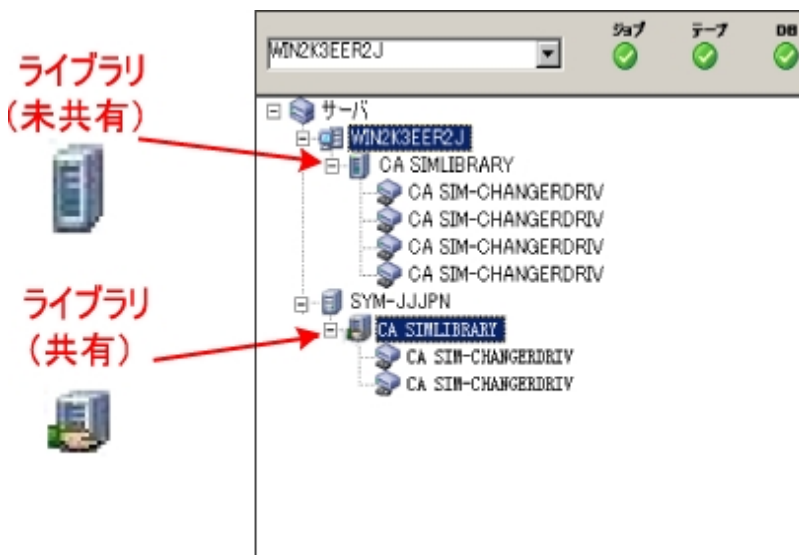 ライブラリ
(未共有)
ライブラリ
(共有)
WIN2K3EER2J
ジョブ
テープ
DB
サーバ
WIN2K3EER2J
CA SIMLIBRARY
CA SIM-CHANGERDRIV
CA SIM-CHANGERDRIV
CA SIM-CHANGERDRIV
CA SIM-CHANGERDRIV
SYM-JJJPN
CA SIMLIBRARY
CA SIM-CHANGERDRIV
CA SIM-CHANGERDRIV